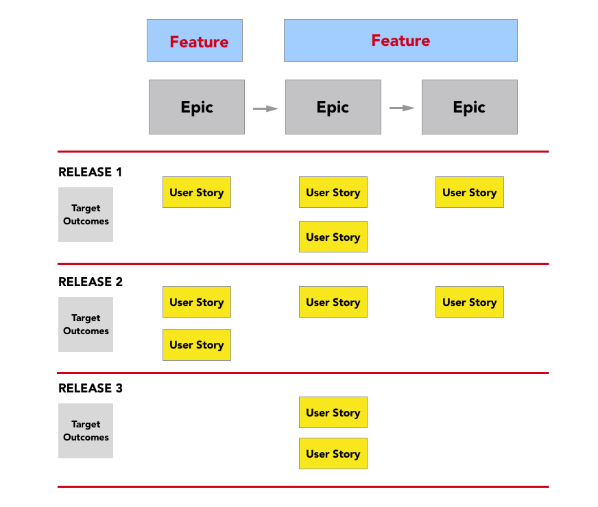 Feature
Feature
Epic
Epic
Epic
RELEASE 1
Target
Outcomes
User Story
User Story
User Story
User Story
RELEASE 2
Target
Outcomes
User Story
User Story
User Story
User Story
RELEASE 3
Target
Outcomes
User Story
User Story